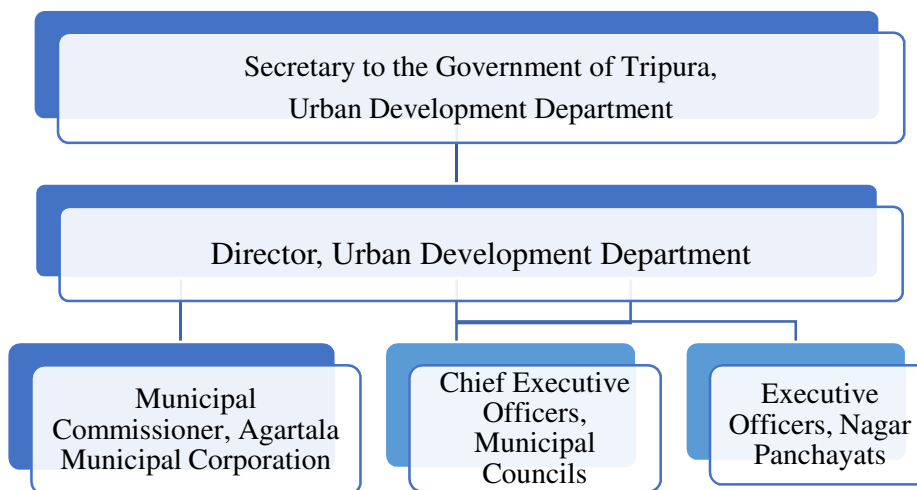 Secretary to the Government of Tripura,
Urban Development Department
Director, Urban Development Department
Municipal
Commissioner, Agartala
Municipal Corporation
Chief Executive
Officers,
Municipal
Councils
Executive
Officers, Nagar
Panchayats